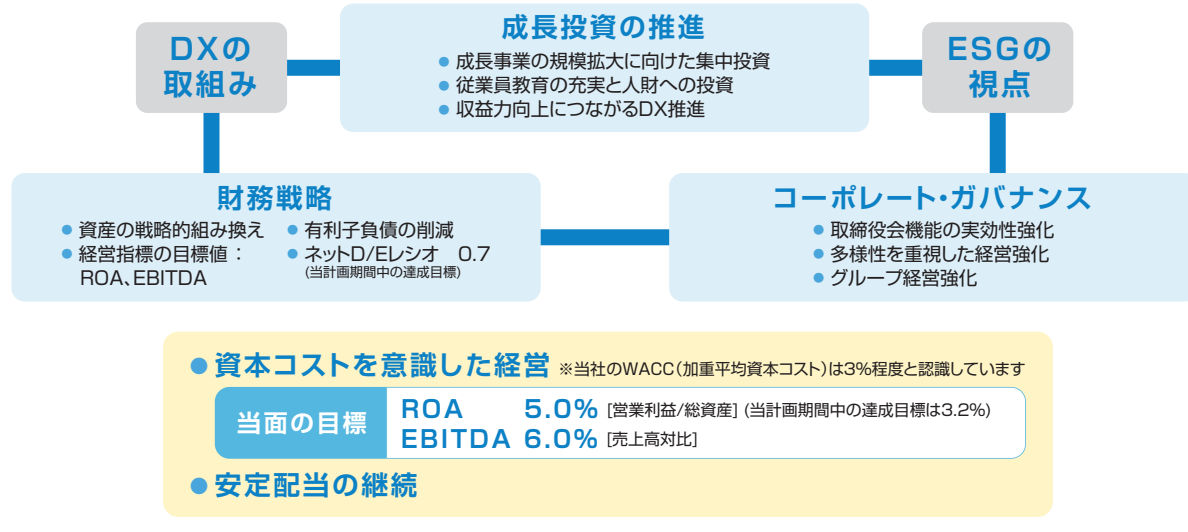 DXの
取組み
成長投資の推進
● 成長事業の規模拡大に向けた集中投資
● 従業員教育の充実と人財への投資
● 収益力向上につながるDX推進
ESGの
視点
財務戦略
● 資産の戦略的組み換え
● 経営指標の目標値：
ROA、EBITDA
● 有利子負債の削減
● ネットD/Eレシオ　0.7
(当計画期間中の達成目標)
コーポレート・ガバナンス
● 取締役会機能の実効性強化
● 多様性を重視した経営強化
● グループ経営強化
● 資本コストを意識した経営 ※当社のWACC(加重平均資本コスト)は3%程度と認識しています
当面の目標
ROA 5.0% [営業利益/総資産] (当計画期間中の達成目標は3.2%)
EBITDA 6.0% [売上高対比]
● 安定配当の継続